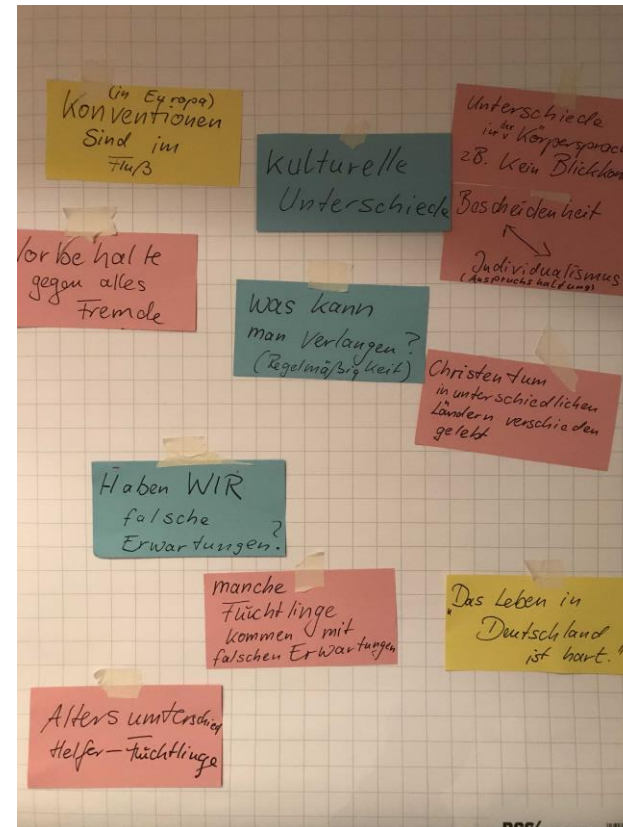 (in Europa)
Konventionen
Sind im
Fluß
Kulturelle
Unterschiede
Unterschiede
in der Körpersprach
zB. Kein Blickkon
Bescheidenheit
Individualismus
(Anspruchshaltung)
Vorbehalte
gegen alles
Fremde
Was kann
man verlangen?
(Regelmäßigkeit)
Christentum
in unterschiedlichen
Ländern verschieden
gelebt
Haben WIR
falsche
Erwartungen?
manche
Flüchtlinge
kommen mit
falschen Erwartungen
"Das Leben in
Deutschland
ist hart."
Altersunterschied
Helfer-Flüchtlinge